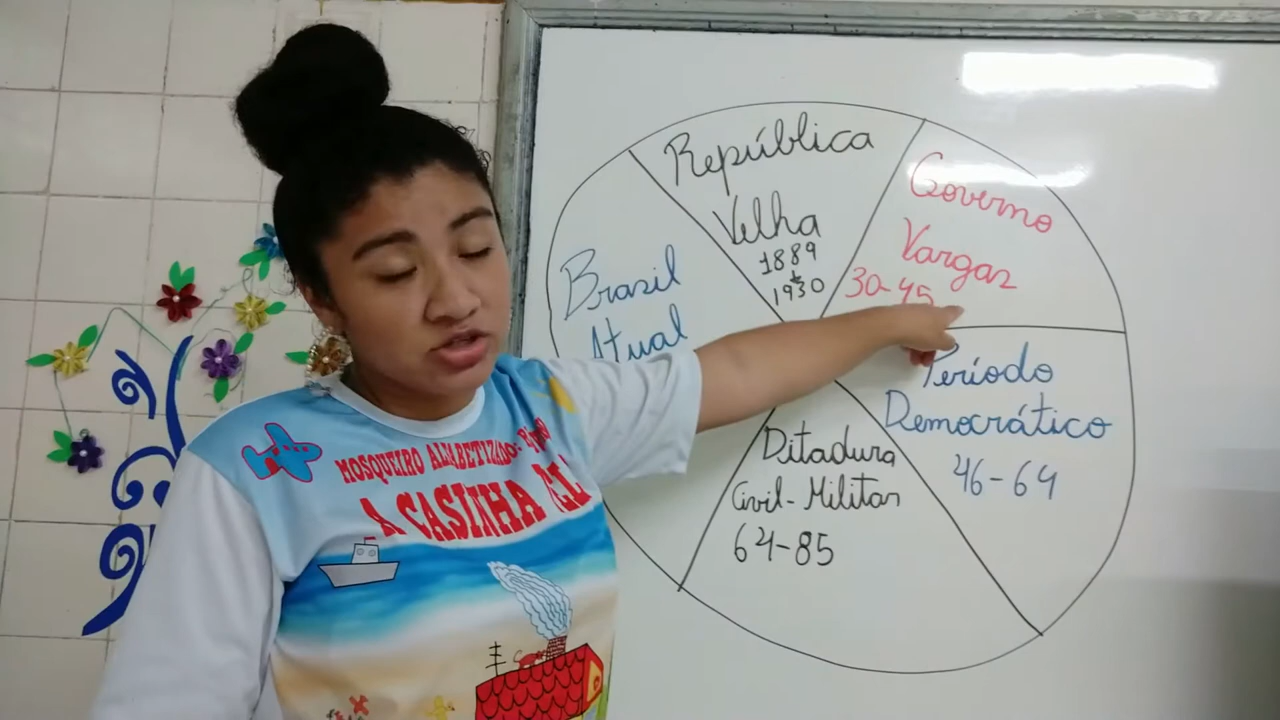 República
Velha
1889
1930
Governo
Vargas
30-45
Período
Democrático
46-64
Ditadura
Civil-Militar
64-85
Brasil
Atual
MOSQUEIRO ALFABETIZADO:
A CASINHA